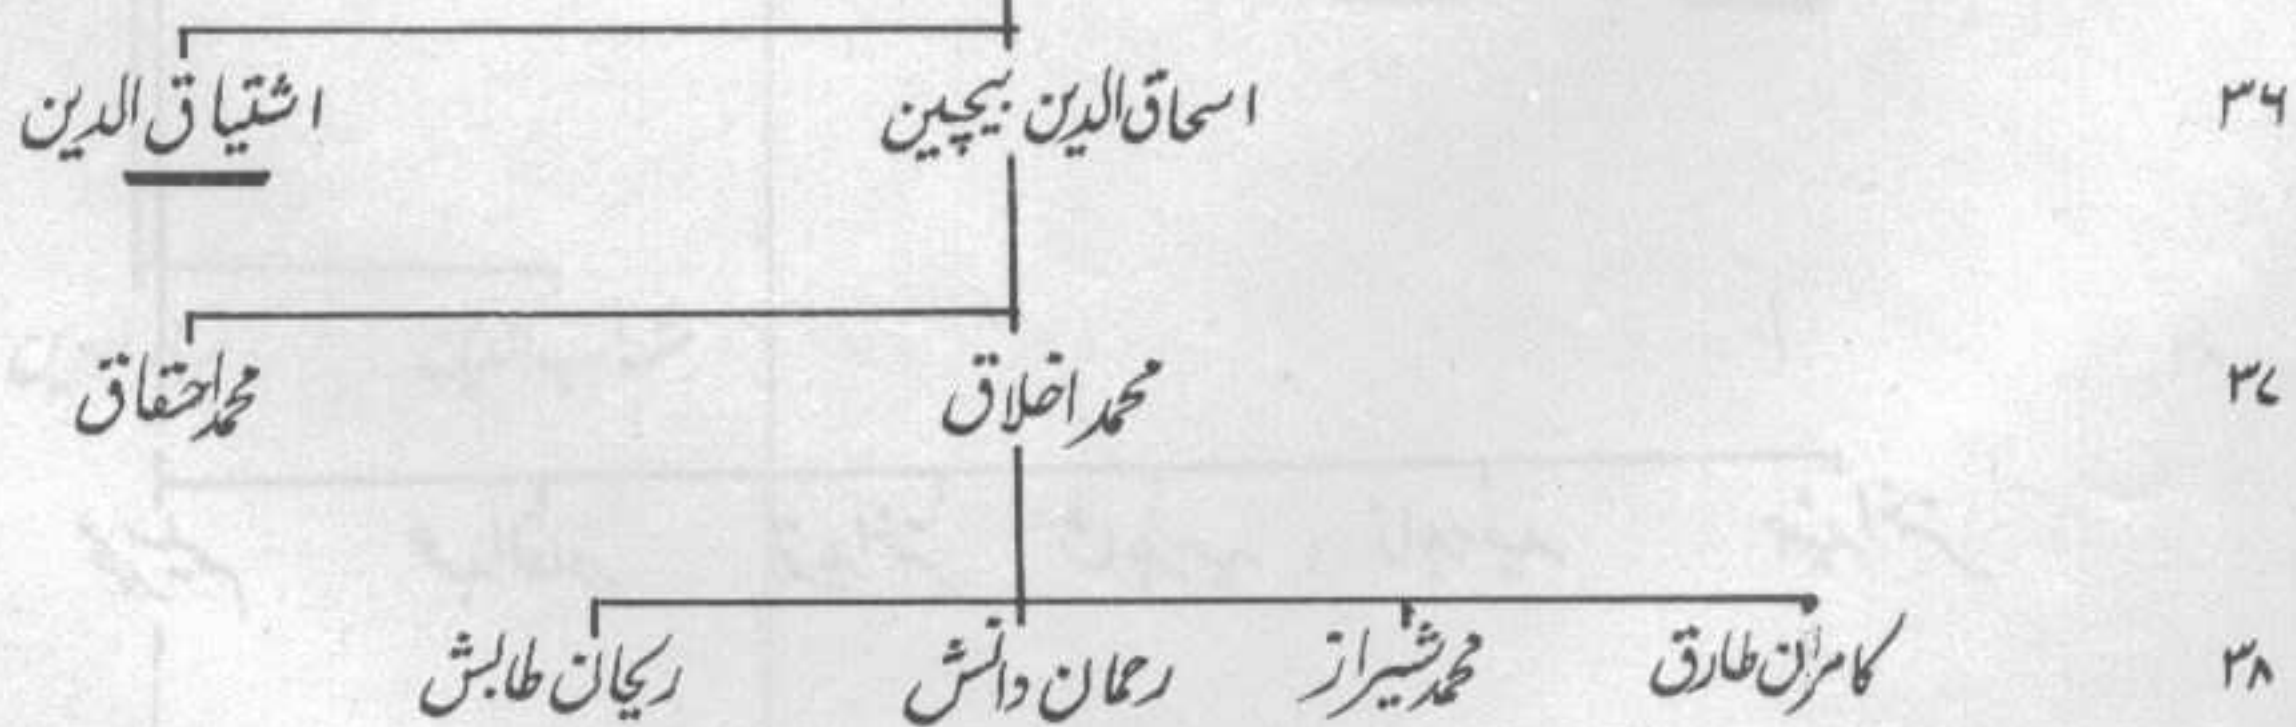 ۳۶ اسحاق الدین بیچین اشتیاق الدین
۳۷ محمد اخلاق محمد احتفاق
۳۸ کامران طارق محمد شیراز رحمان دانش ریحان طابش